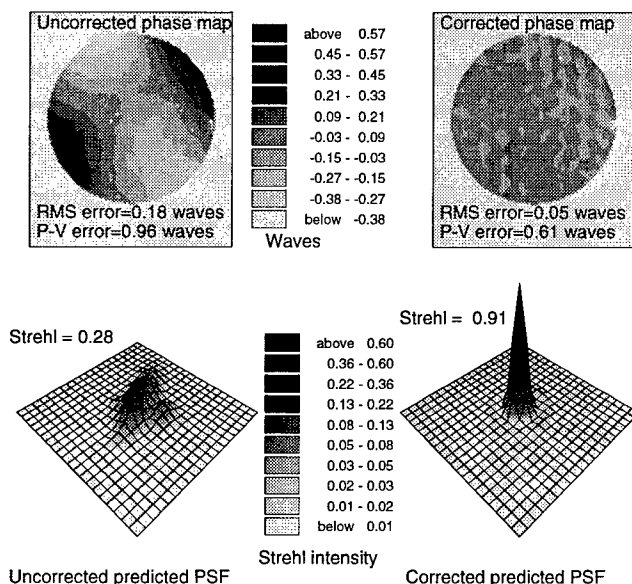 Uncorrected phase map
RMS error=0.18 waves
P-V error=0.96 waves
above 0.57
0.45 - 0.57
0.33 - 0.45
0.21 - 0.33
0.09 - 0.21
-0.03 - 0.09
-0.15 - -0.03
-0.27 - -0.15
-0.38 - -0.27
below -0.38
Waves
Corrected phase map
RMS error=0.05 waves
P-V error=0.61 waves
Strehl = 0.28
Uncorrected predicted PSF
above 0.60
0.36 - 0.60
0.22 - 0.36
0.13 - 0.22
0.08 - 0.13
0.05 - 0.08
0.03 - 0.05
0.02 - 0.03
0.01 - 0.02
below 0.01
Strehl intensity
Strehl = 0.91
Corrected predicted PSF